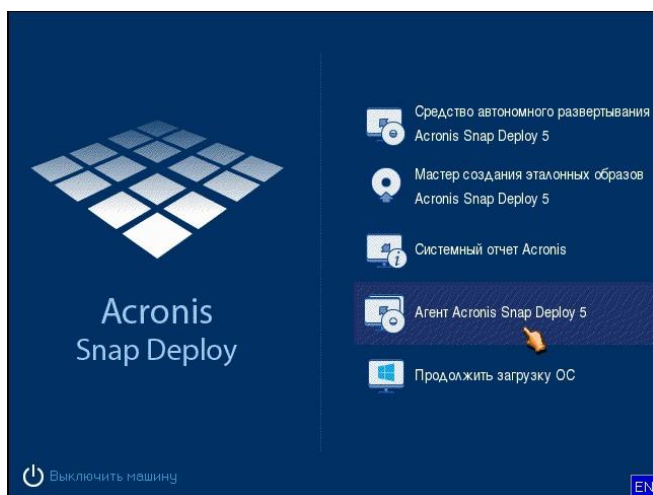 Acronis
Snap Deploy
Средство автономного развертывания
Acronis Snap Deploy 5
Мастер создания эталонных образов
Acronis Snap Deploy 5
Системный отчет Acronis
Агент Acronis Snap Deploy 5
Продолжить загрузку ОС
Выключить машину
EN